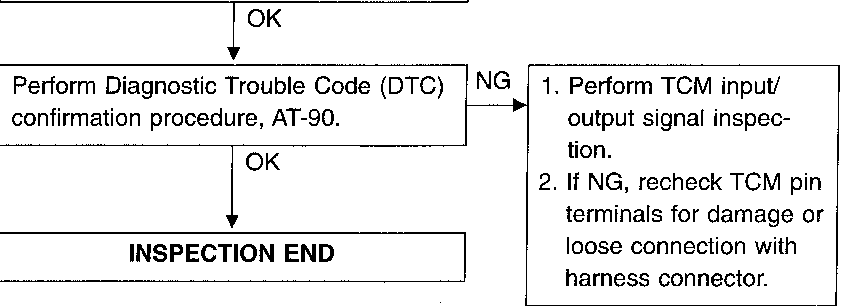 OK
Perform Diagnostic Trouble Code (DTC)
confirmation procedure, AT-90.
NG
1. Perform TCM input/
output signal inspec-
tion.
2. If NG, recheck TCM pin
terminals for damage or
loose connection with
harness connector.
OK
INSPECTION END